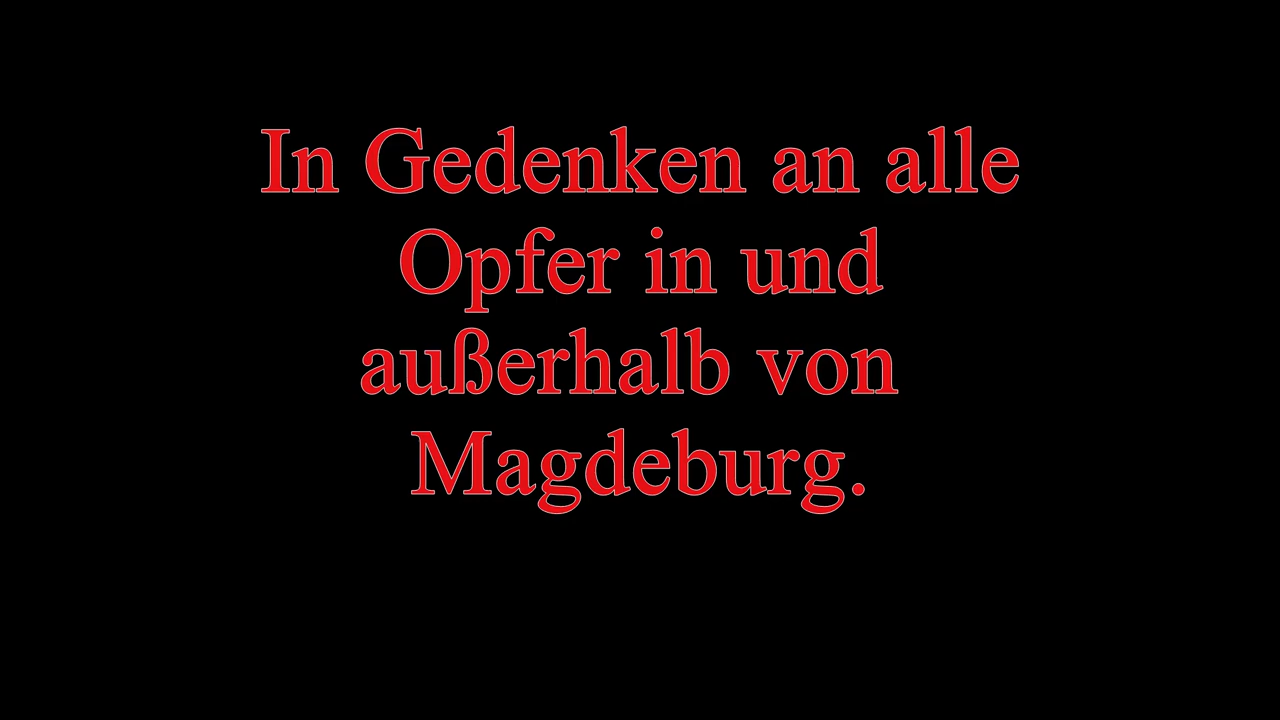 In Gedenken an alle
Opfer in und
außerhalb von
Magdeburg.